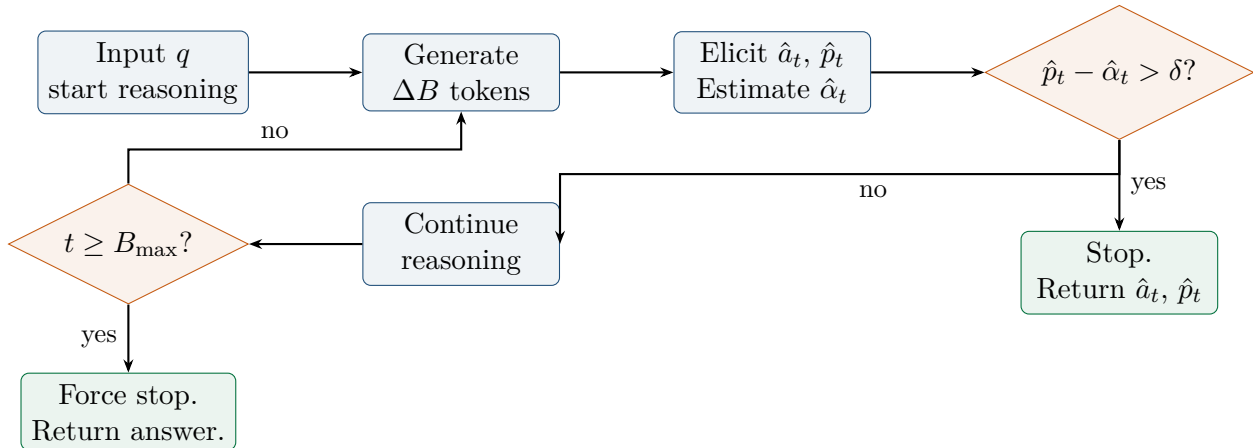 Input q
start reasoning
Generate
ΔB tokens
Elicit â_t, p̂_t
Estimate α̂_t
p̂_t − α̂_t > δ?
no
yes
no
Continue
reasoning
t ≥ B_max?
Stop.
Return â_t, p̂_t
yes
Force stop.
Return answer.